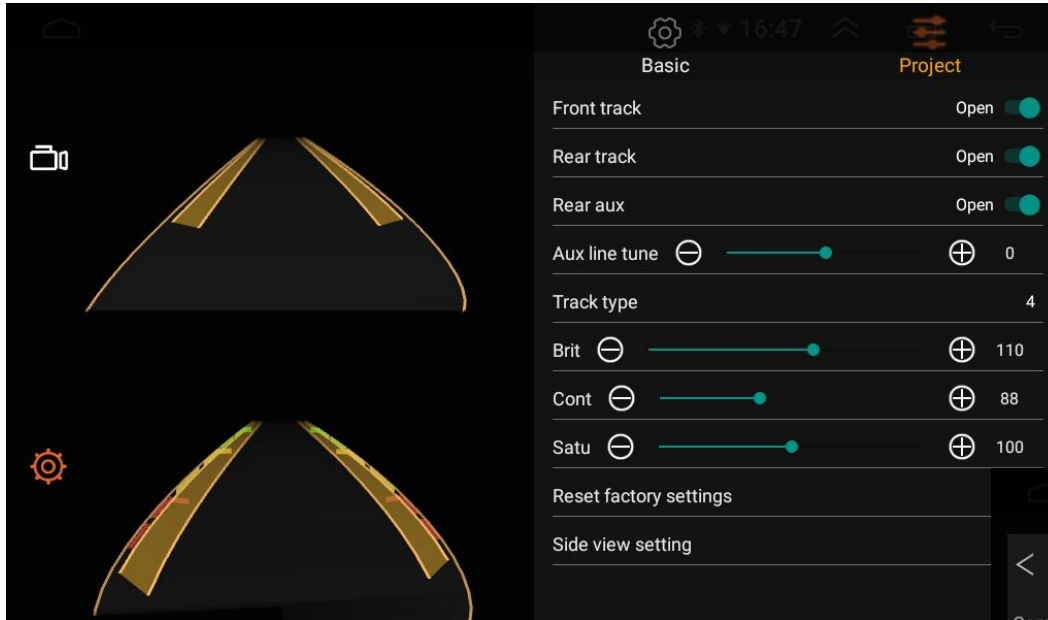 16:47
Basic Project
Front track Open
Rear track Open
Rear aux Open
Aux line tune 0
Track type 4
Brit 110
Cont 88
Satu 100
Reset factory settings
Side view setting